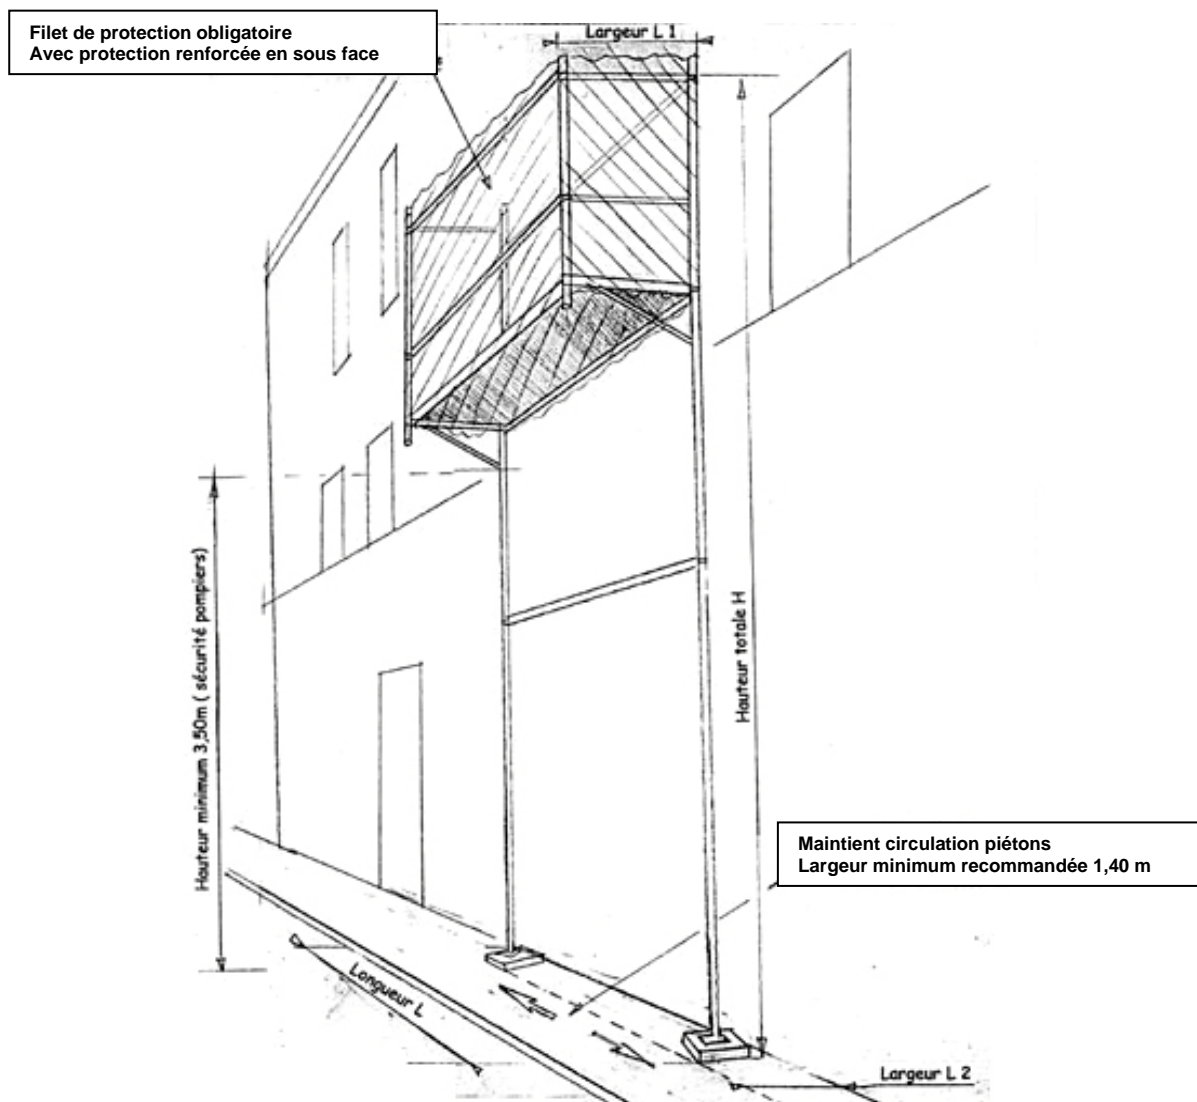 Filet de protection obligatoire
Avec protection renforcée en sous face
Largeur L 1
Hauteur minimum 3,50m ( sécurité pompiers)
Hauteur totale H
Maintient circulation piétons
Largeur minimum recommandée 1,40 m
Longueur L
Largeur L 2